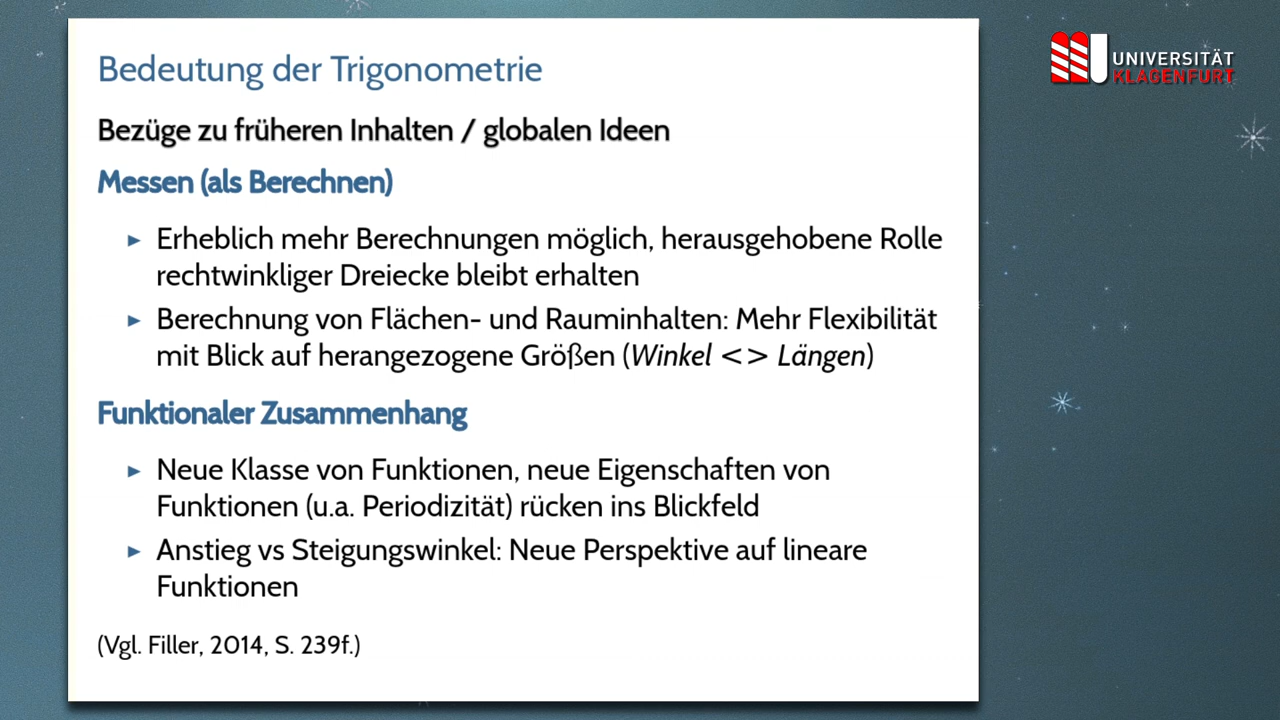 Bedeutung der Trigonometrie
Bezüge zu früheren Inhalten / globalen Ideen
Messen (als Berechnen)
► Erheblich mehr Berechnungen möglich, herausgehobene Rolle
rechtwinkliger Dreiecke bleibt erhalten
► Berechnung von Flächen- und Rauminhalten: Mehr Flexibilität
mit Blick auf herangezogene Größen (Winkel <> Längen)
Funktionaler Zusammenhang
► Neue Klasse von Funktionen, neue Eigenschaften von
Funktionen (u.a. Periodizität) rücken ins Blickfeld
► Anstieg vs Steigungswinkel: Neue Perspektive auf lineare
Funktionen
(Vgl. Filler, 2014, S. 239f.)
UNIVERSITÄT
KLAGENFURT